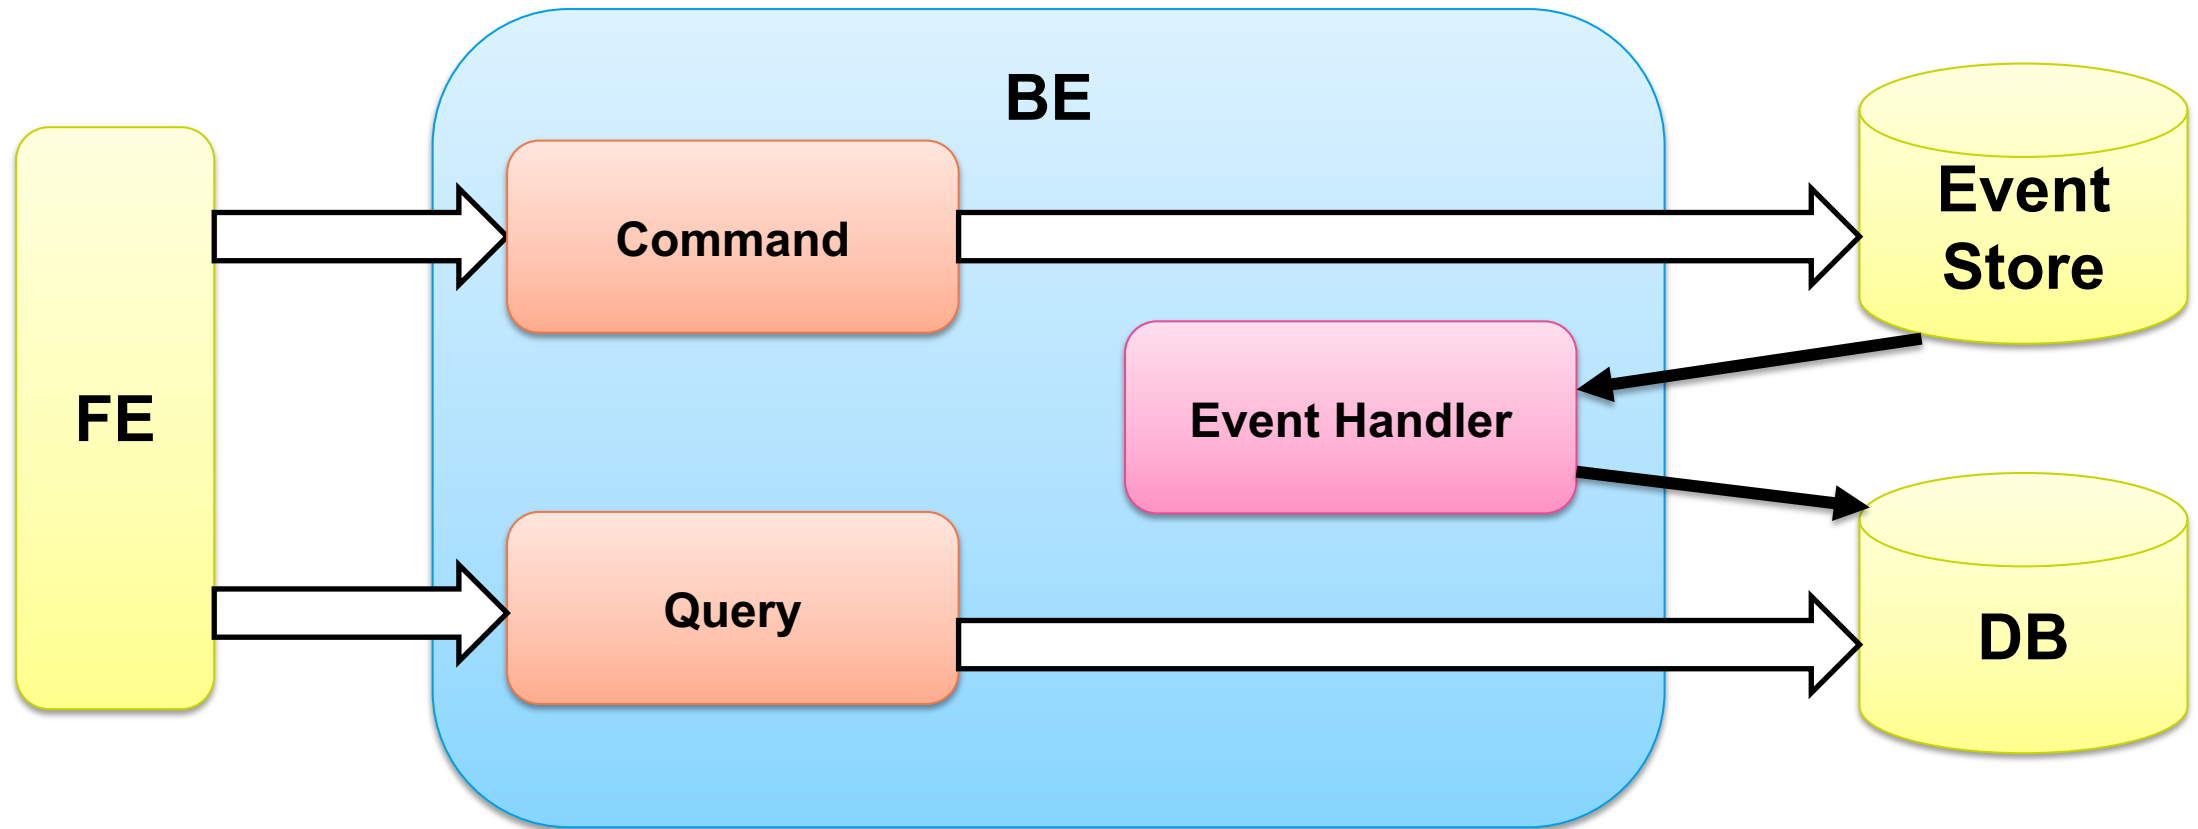 BE
FE
Command
Event
Store
Event Handler
Query
DB